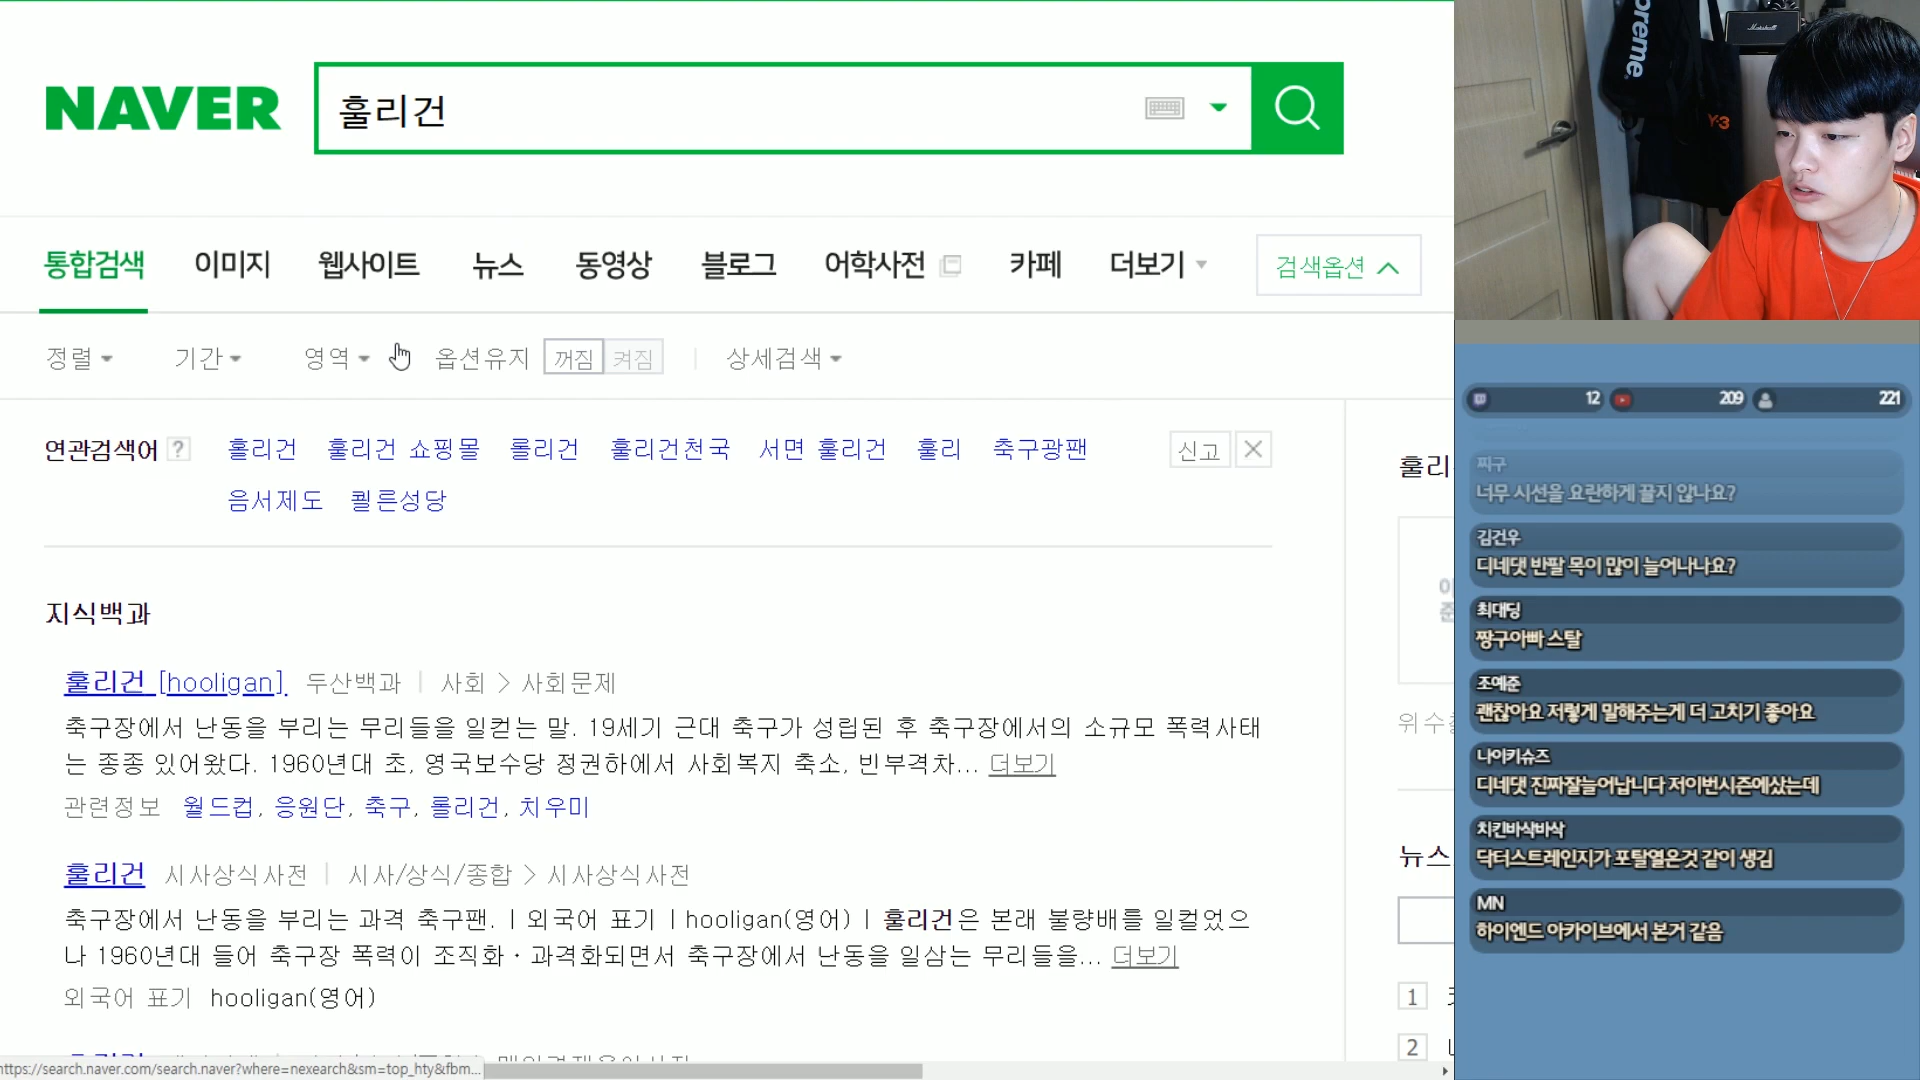 NAVER
훌리건
통합검색 이미지 웹사이트 뉴스 동영상 블로그 어학사전 카페 더보기 검색옵션
정렬 기간 영역 옵션유지 꺼짐 켜짐 상세검색
연관검색어 ? 홀리건 훌리건 쇼핑몰 롤리건 훌리건천국 서면 훌리건 훌리 축구광팬 신고
음서제도 쾰른성당
지식백과
훌리건 [hooligan] 두산백과 | 사회 > 사회문제
축구장에서 난동을 부리는 무리들을 일컫는 말. 19세기 근대 축구가 성립된 후 축구장에서의 소규모 폭력사태
는 종종 있어왔다. 1960년대 초, 영국보수당 정권하에서 사회복지 축소, 빈부격차... 더보기
관련정보 월드컵, 응원단, 축구, 롤리건, 치우미
훌리건 시사상식사전 | 시사/상식/종합 > 시사상식사전
축구장에서 난동을 부리는 과격 축구팬. | 외국어 표기 | hooligan(영어) | 훌리건은 본래 불량배를 일컬었으
나 1960년대 들어 축구장 폭력이 조직화·과격화되면서 축구장에서 난동을 일삼는 무리들을... 더보기
외국어 표기 hooligan(영어)
https://search.naver.com/search.naver?where=nexearch&sm=top_hty&fbm...
훌리
위수
뉴스
1
2
preme
Marshall
Y-3
12 209 221
찌구
너무 시선을 요란하게 끌지 않나요?
김건우
디네댓 반팔 목이 많이 늘어나나요?
최대딩
짱구아빠 스탈
조예준
괜찮아요 저렇게 말해주는게 더 고치기 좋아요
나이키슈즈
디네댓 진짜잘늘어납니다 저이번시즌에샀는데
치킨바삭바삭
닥터스트레인지가 포탈열은것 같이 생김
MN
하이엔드 아카이브에서 본거 같음